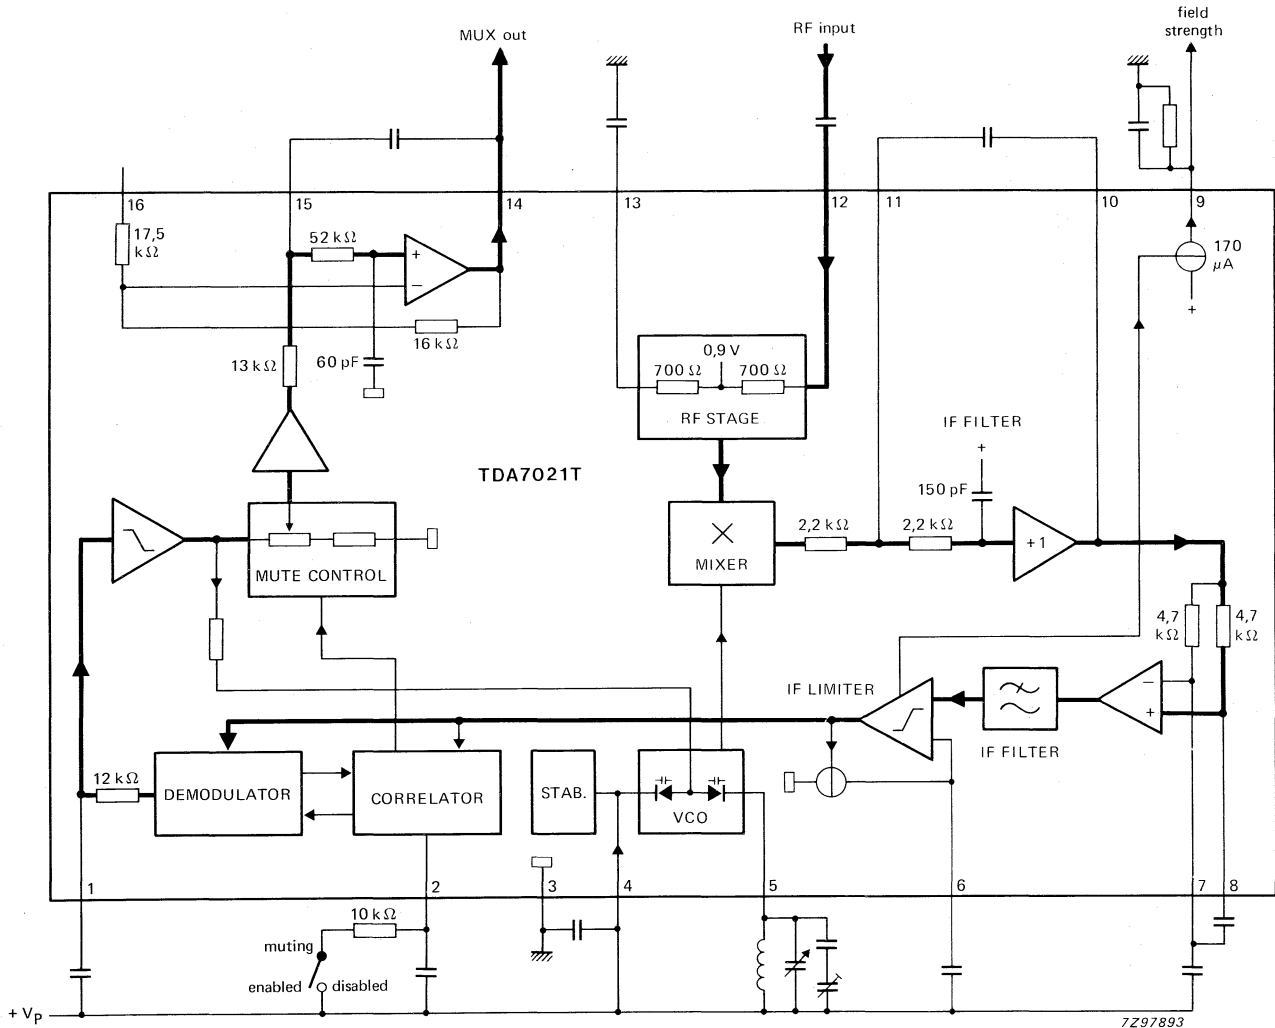 MUX out
RF input
field
strength
16
15
14
13
12
11
10
9
17,5
kΩ
52 kΩ
+
−
16 kΩ
13 kΩ
60 pF
170
μA
+
0,9 V
700 Ω
700 Ω
RF STAGE
IF FILTER
+
150 pF
TDA7021T
MUTE CONTROL
MIXER
2,2 kΩ
2,2 kΩ
+1
4,7
kΩ
4,7
kΩ
IF LIMITER
−
+
IF FILTER
12 kΩ
DEMODULATOR
CORRELATOR
STAB.
VCO
1
2
3
4
5
6
7
8
10 kΩ
muting
enabled
disabled
+ VP
7Z97893